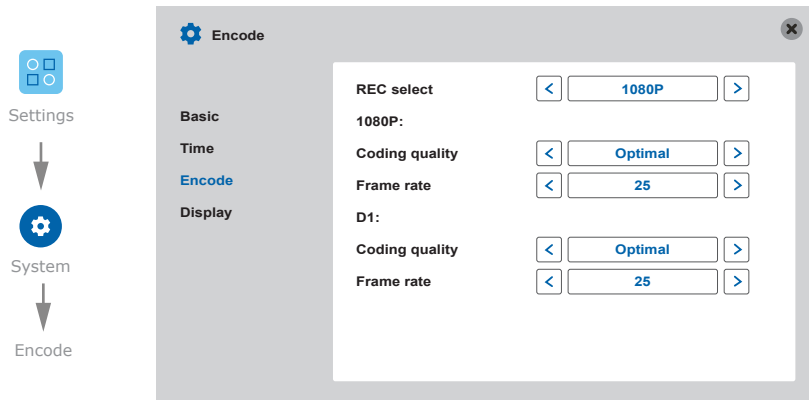 Settings
System
Encode
Encode
Basic
Time
Encode
Display
REC select < 1080P >
1080P:
Coding quality < Optimal >
Frame rate < 25 >
D1:
Coding quality < Optimal >
Frame rate < 25 >